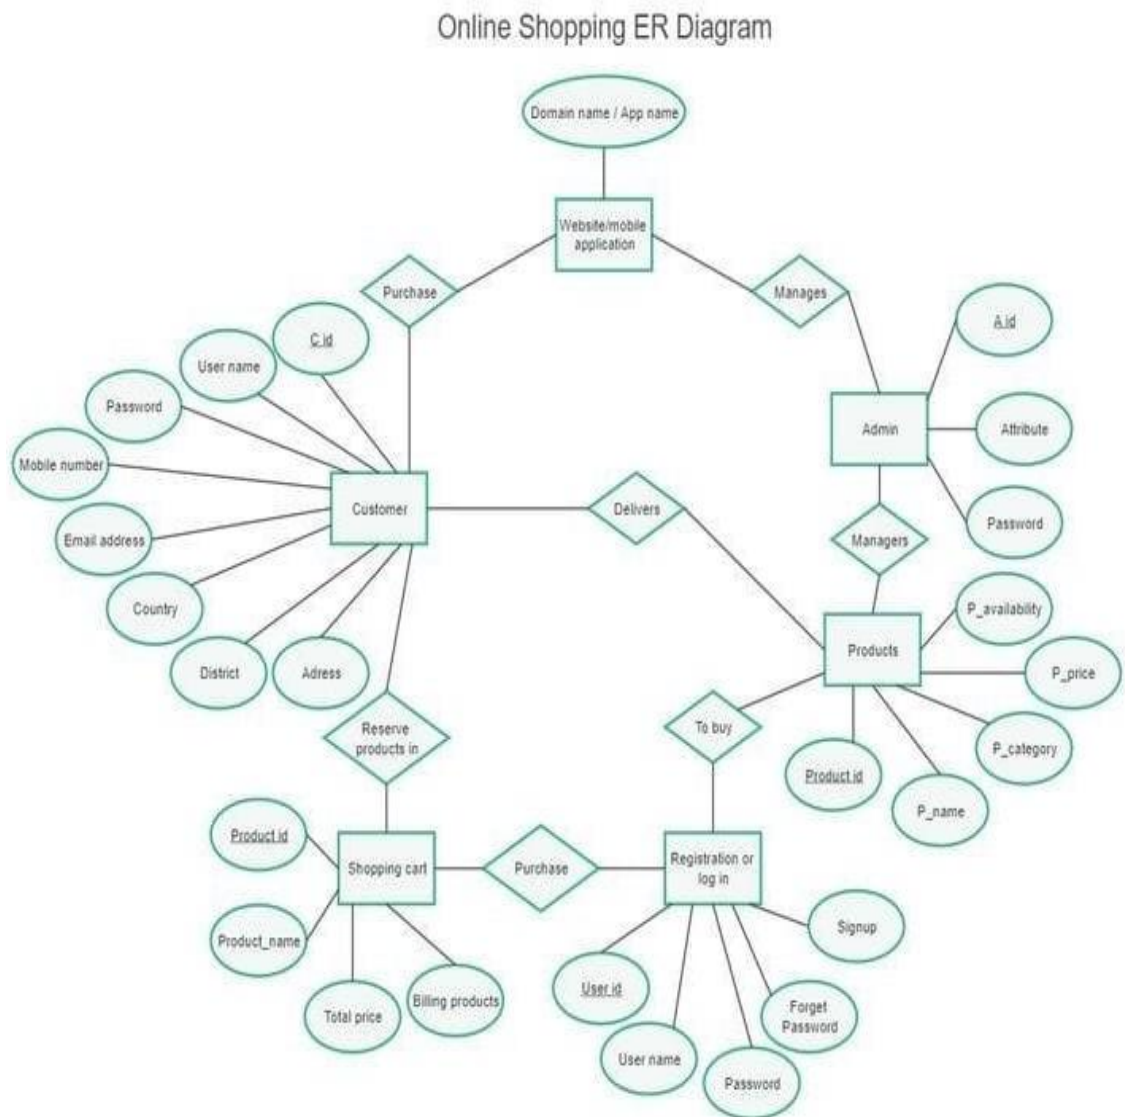 Online Shopping ER Diagram
Domain name / App name
Website/mobile
application
Purchase
Manages
C id
A id
User name
Password
Admin
Attribute
Mobile number
Customer
Delivers
Password
Email address
Managers
Country
P_availability
District
Adress
Products
P_price
Reserve
products in
To buy
P_category
Product id
P_name
Product id
Shopping cart
Purchase
Registration or
log in
Product_name
Signup
Total price
Billing products
User id
Forget
Password
User name
Password